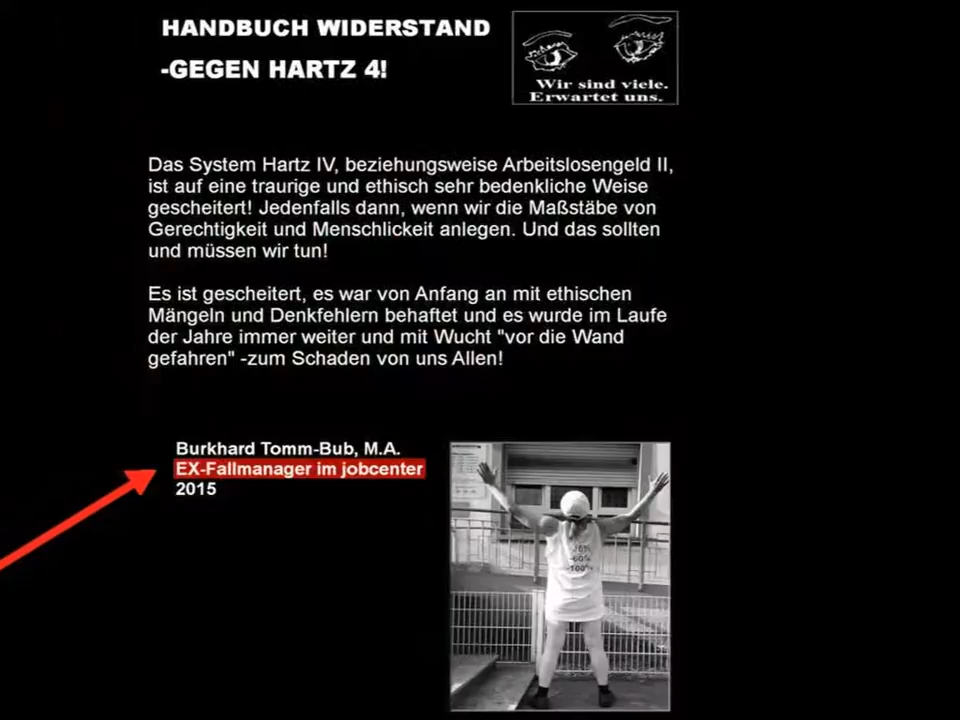 HANDBUCH WIDERSTAND
-GEGEN HARTZ 4!
Wir sind viele.
Erwartet uns.
Das System Hartz IV, beziehungsweise Arbeitslosengeld II,
ist auf eine traurige und ethisch sehr bedenkliche Weise
gescheitert! Jedenfalls dann, wenn wir die Maßstäbe von
Gerechtigkeit und Menschlickeit anlegen. Und das sollten
und müssen wir tun!
Es ist gescheitert, es war von Anfang an mit ethischen
Mängeln und Denkfehlern behaftet und es wurde im Laufe
der Jahre immer weiter und mit Wucht "vor die Wand
gefahren" -zum Schaden von uns Allen!
Burkhard Tomm-Bub, M.A.
EX-Fallmanager im jobcenter
2015
-60%
-100%